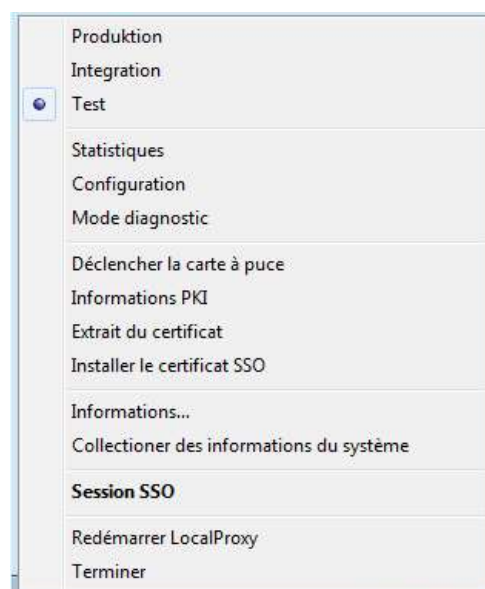 Produktion
Integration
Test
Statistiques
Configuration
Mode diagnostic
Déclencher la carte à puce
Informations PKI
Extrait du certificat
Installer le certificat SSO
Informations...
Collectioner des informations du système
Session SSO
Redémarrer LocalProxy
Terminer